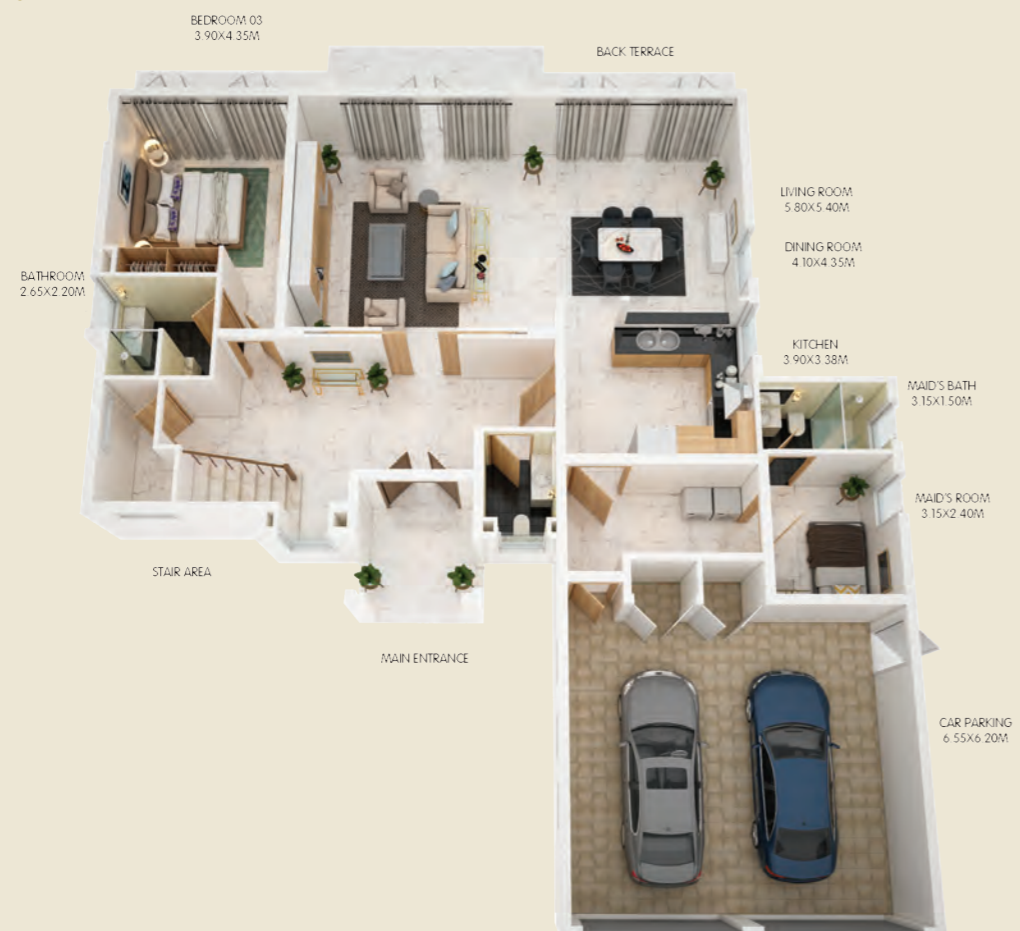 BEDROOM 03
3.90X4.35M
BACK TERRACE
LIVING ROOM
5.80X5.40M
DINING ROOM
4.10X4.35M
BATHROOM
2.65X2.20M
KITCHEN
3.90X3.38M
MAID'S BATH
3.15X1.50M
MAID'S ROOM
3.15X2.40M
STAIR AREA
MAIN ENTRANCE
CAR PARKING
6.55X6.20M